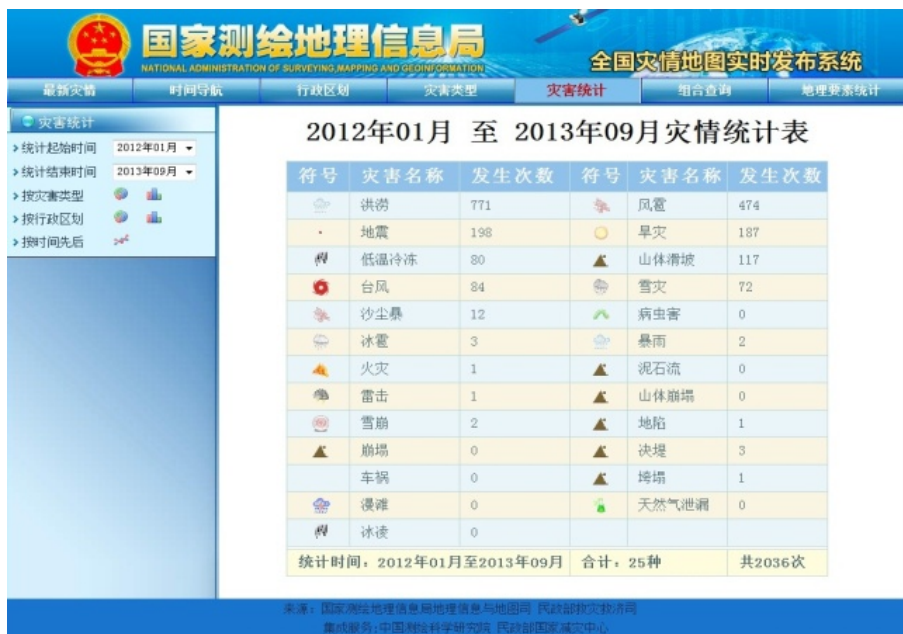 国家测绘地理信息局
NATIONAL ADMINISTRATION OF SURVEYING,MAPPING AND GEOINFORMATION
全国灾情地图实时发布系统
最新灾情 时间导航 行政区划 灾害类型 灾害统计 组合查询 地理要素统计
灾害统计
统计起始时间 2012年01月
统计结束时间 2013年09月
按灾害类型
按行政区划
按时间先后
2012年01月 至 2013年09月灾情统计表
符号 灾害名称 发生次数 符号 灾害名称 发生次数
洪涝 771 风雹 474
地震 198 旱灾 187
低温冷冻 80 山体滑坡 117
台风 84 雪灾 72
沙尘暴 12 病虫害 0
冰雹 3 暴雨 2
火灾 1 泥石流 0
雷击 1 山体崩塌 0
雪崩 2 地陷 1
崩塌 0 决堤 3
车祸 0 垮塌 1
漫滩 0 天然气泄漏 0
冰凌 0
统计时间：2012年01月至2013年09月 合计：25种 共2036次
来源：国家测绘地理信息局地理信息与地图司 民政部救灾救济司
集成服务:中国测绘科学研究院 民政部国家减灾中心